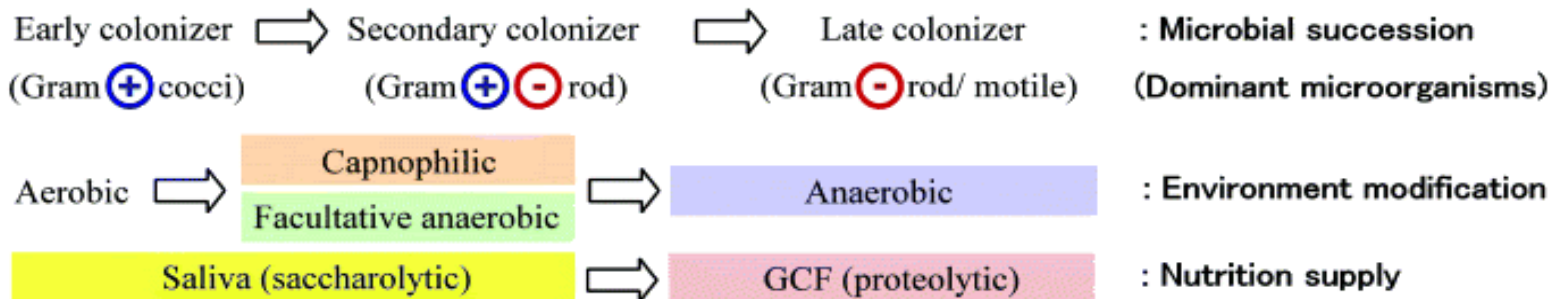 Early colonizer Secondary colonizer Late colonizer : Microbial succession
(Gram + cocci) (Gram + - rod) (Gram - rod/ motile) (Dominant microorganisms)
Capnophilic
Aerobic Anaerobic : Environment modification
Facultative anaerobic
Saliva (saccharolytic) GCF (proteolytic) : Nutrition supply